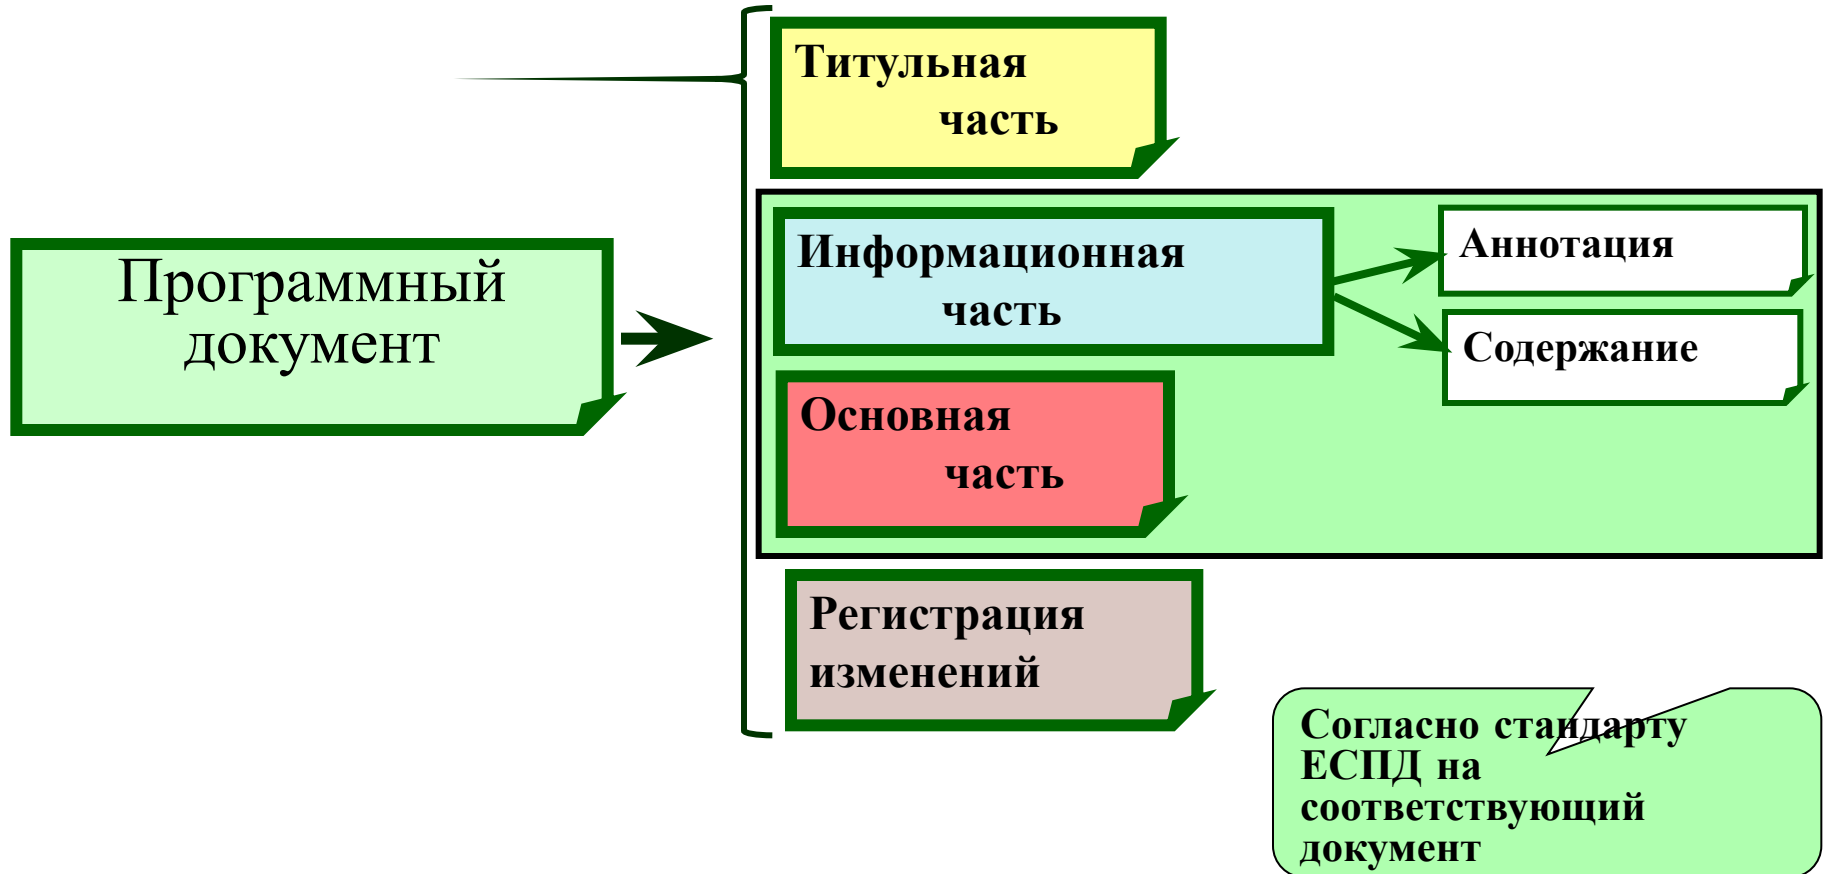 Титульная
часть
Программный
документ
Информационная
часть
Аннотация
Содержание
Основная
часть
Регистрация
изменений
Согласно стандарту
ЕСПД на
соответствующий
документ